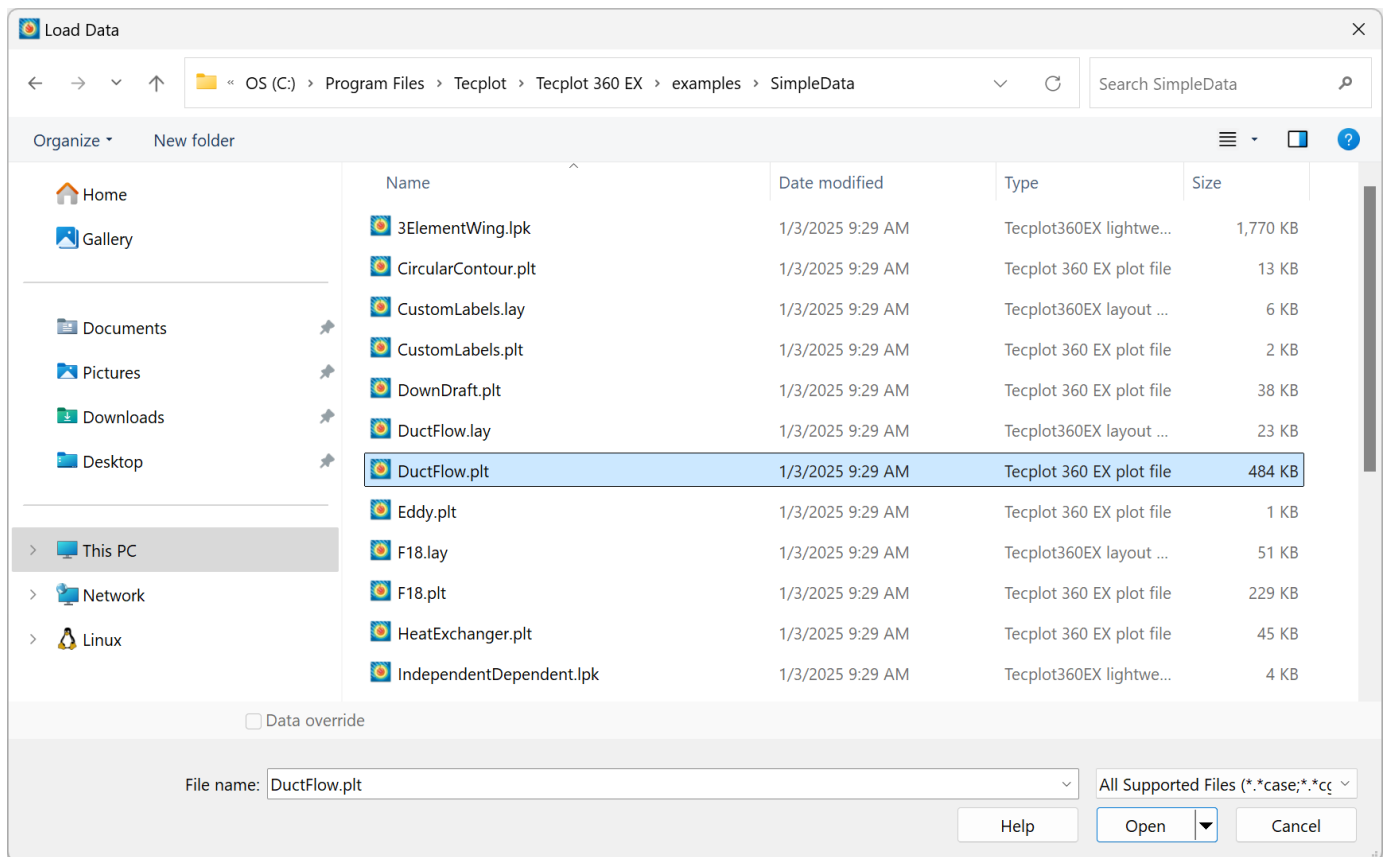 Load Data
« OS (C:) › Program Files › Tecplot › Tecplot 360 EX › examples › SimpleData
Search SimpleData
Organize
New folder
?
Home
Gallery
Documents
Pictures
Downloads
Desktop
This PC
Network
Linux
Name Date modified Type Size
3ElementWing.lpk 1/3/2025 9:29 AM Tecplot360EX lightwe... 1,770 KB
CircularContour.plt 1/3/2025 9:29 AM Tecplot 360 EX plot file 13 KB
CustomLabels.lay 1/3/2025 9:29 AM Tecplot360EX layout ... 6 KB
CustomLabels.plt 1/3/2025 9:29 AM Tecplot 360 EX plot file 2 KB
DownDraft.plt 1/3/2025 9:29 AM Tecplot 360 EX plot file 38 KB
DuctFlow.lay 1/3/2025 9:29 AM Tecplot360EX layout ... 23 KB
DuctFlow.plt 1/3/2025 9:29 AM Tecplot 360 EX plot file 484 KB
Eddy.plt 1/3/2025 9:29 AM Tecplot 360 EX plot file 1 KB
F18.lay 1/3/2025 9:29 AM Tecplot360EX layout ... 51 KB
F18.plt 1/3/2025 9:29 AM Tecplot 360 EX plot file 229 KB
HeatExchanger.plt 1/3/2025 9:29 AM Tecplot 360 EX plot file 45 KB
IndependentDependent.lpk 1/3/2025 9:29 AM Tecplot360EX lightwe... 4 KB
Data override
File name: DuctFlow.plt
All Supported Files (*.*case;*.*cg
Help
Open
Cancel